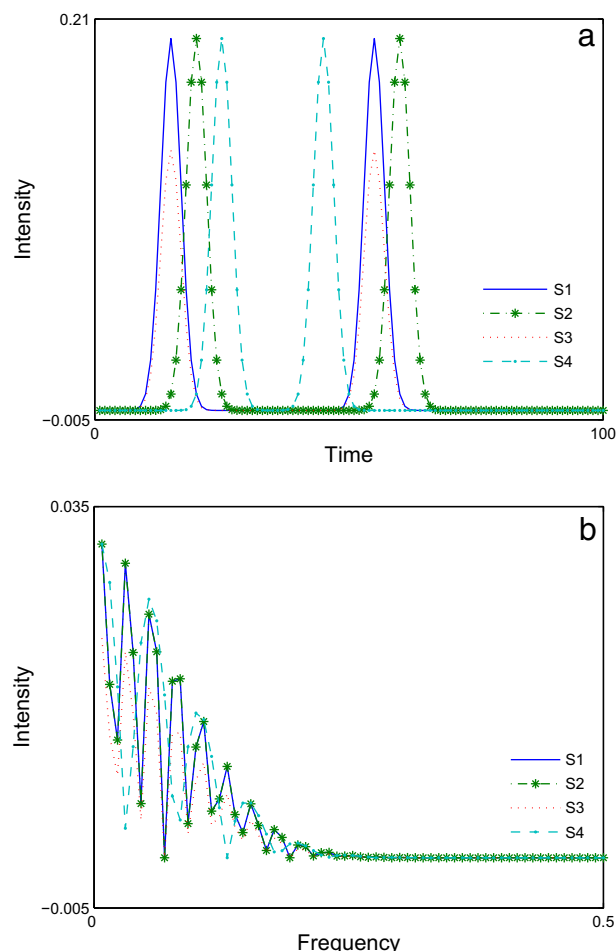 0.21
a
Intensity
S1
S2
S3
S4
−0.005
0
100
Time
0.035
b
Intensity
S1
S2
S3
S4
−0.005
0
0.5
Frequency